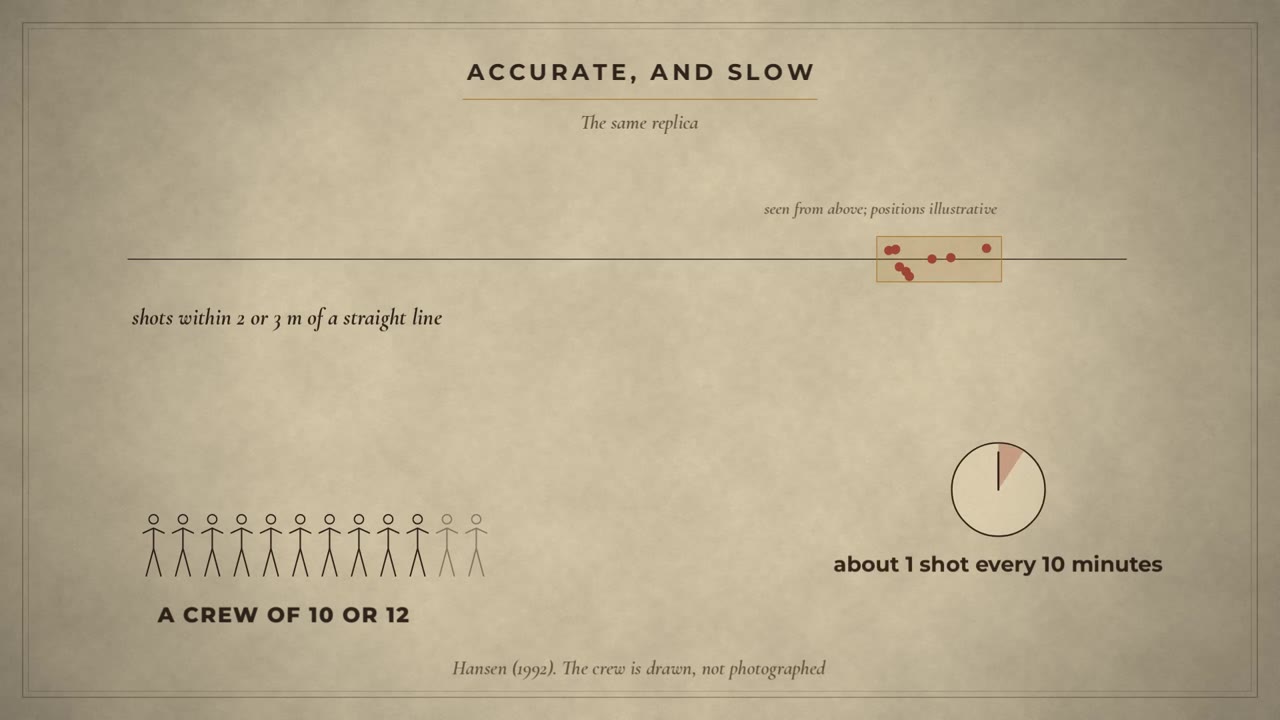 ACCURATE, AND SLOW
The same replica
seen from above; positions illustrative
shots within 2 or 3 m of a straight line
about 1 shot every 10 minutes
A CREW OF 10 OR 12
Hansen (1992). The crew is drawn, not photographed